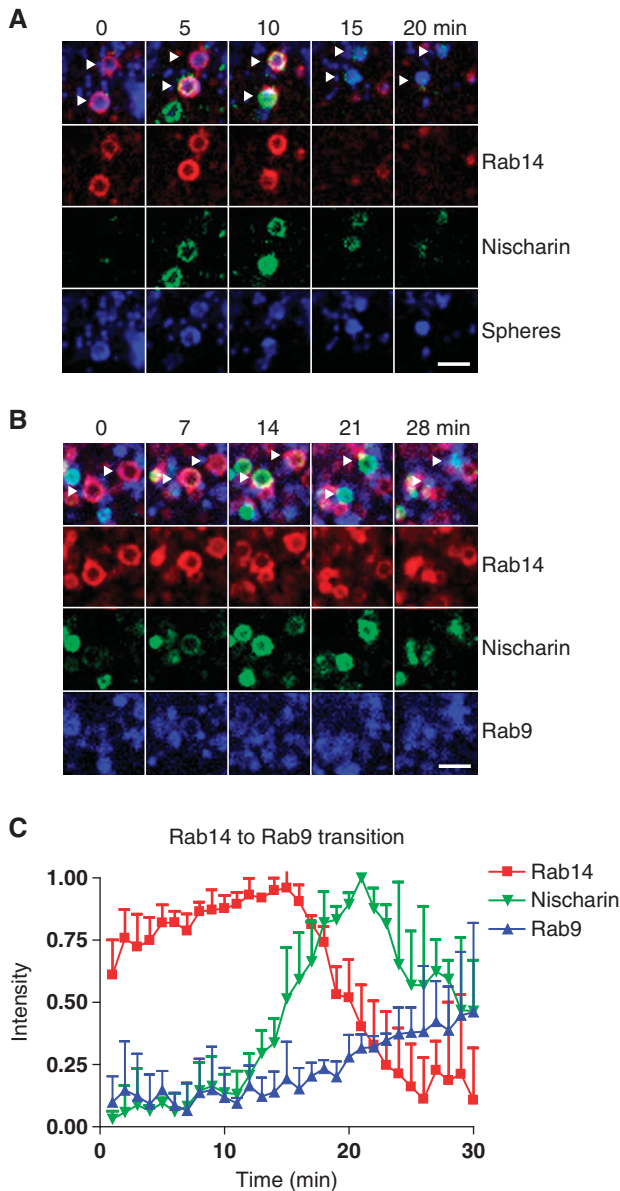 A
0 5 10 15 20 min
Rab14
Nischarin
Spheres
B
0 7 14 21 28 min
Rab14
Nischarin
Rab9
C
Rab14 to Rab9 transition
1.00
0.75
0.50
0.25
0.00
Intensity
0 10 20 30
Time (min)
Rab14
Nischarin
Rab9